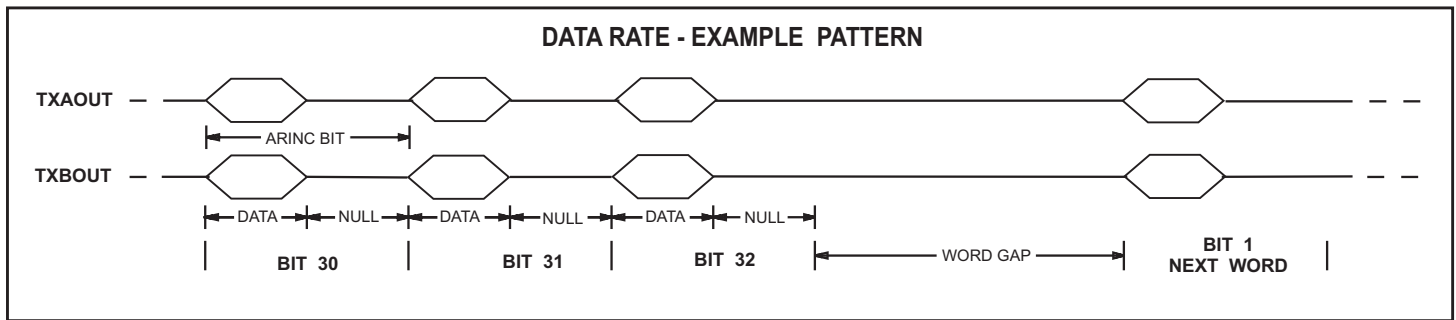 DATA RATE - EXAMPLE PATTERN
TXAOUT
ARINC BIT
TXBOUT
DATA NULL DATA NULL DATA NULL
BIT 30 BIT 31 BIT 32 WORD GAP BIT 1
NEXT WORD